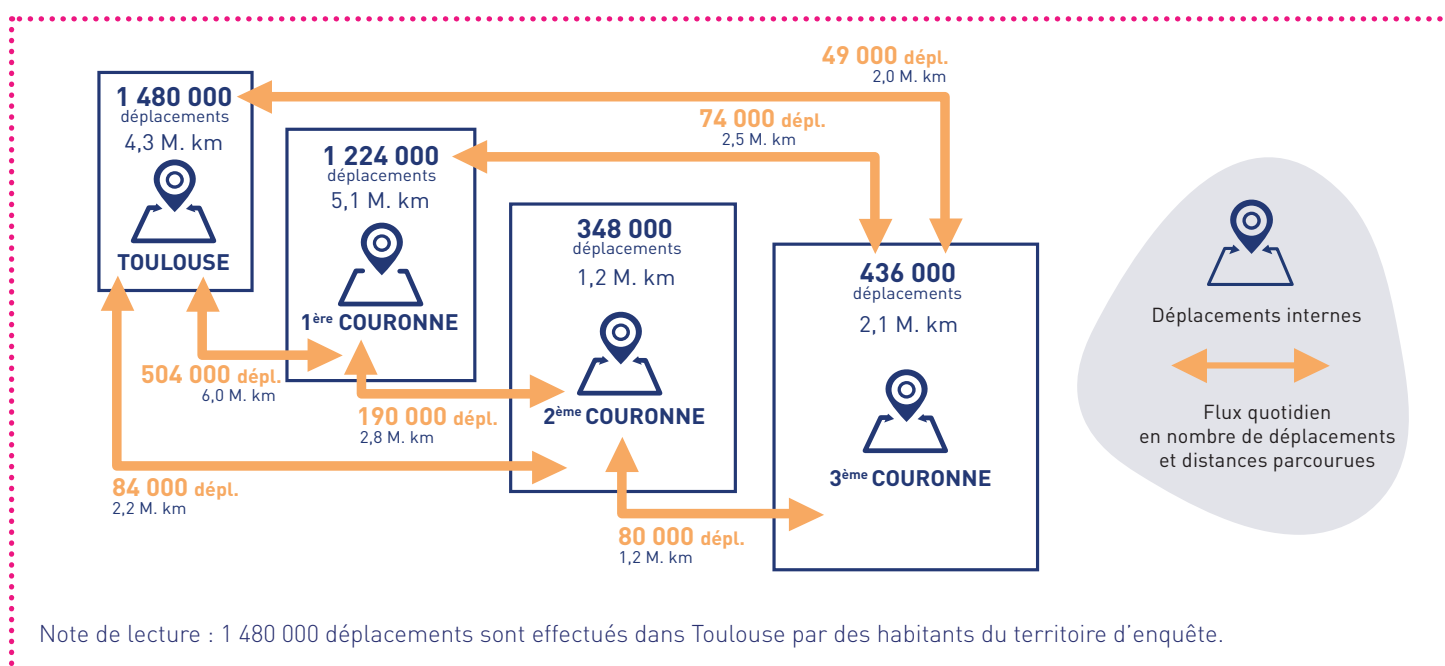 49 000 dépl.
2,0 M. km
74 000 dépl.
2,5 M. km
1 480 000
déplacements
4,3 M. km
TOULOUSE
1 224 000
déplacements
5,1 M. km
1ère COURONNE
348 000
déplacements
1,2 M. km
2ème COURONNE
436 000
déplacements
2,1 M. km
3ème COURONNE
504 000 dépl.
6,0 M. km
190 000 dépl.
2,8 M. km
84 000 dépl.
2,2 M. km
80 000 dépl.
1,2 M. km
Déplacements internes
Flux quotidien
en nombre de déplacements
et distances parcourues
Note de lecture : 1 480 000 déplacements sont effectués dans Toulouse par des habitants du territoire d'enquête.